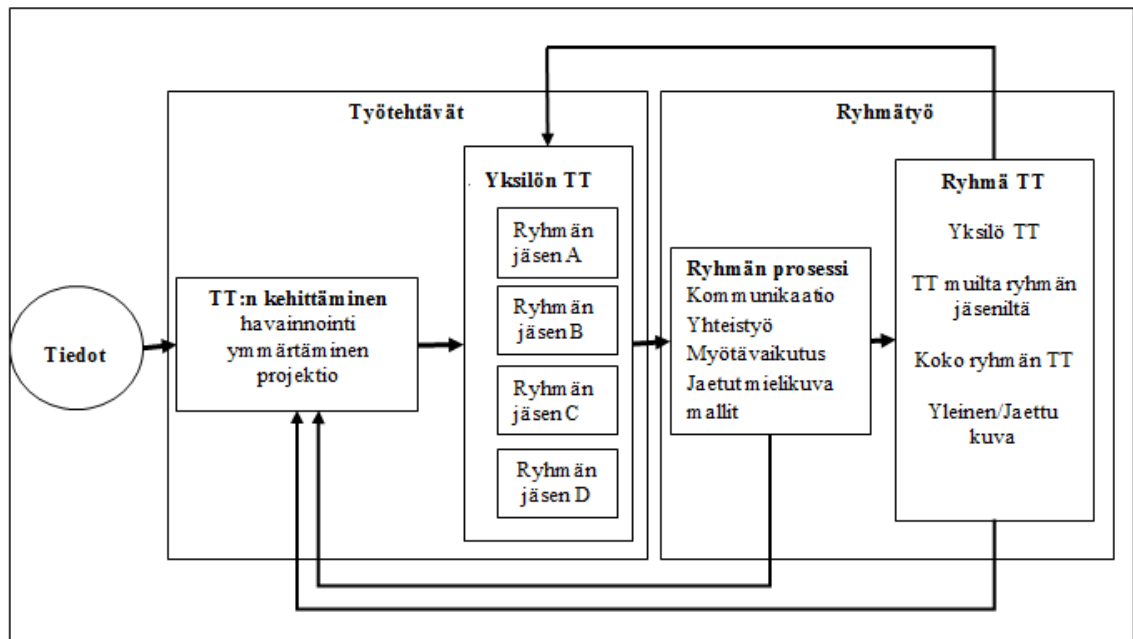 Työtehtävät
Ryhmätyö
Tiedot
TT:n kehittäminen
havainnointi
ymmärtäminen
projektio
Yksilön TT
Ryhmän
jäsen A
Ryhmän
jäsen B
Ryhmän
jäsen C
Ryhmän
jäsen D
Ryhmän prosessi
Kommunikaatio
Yhteistyö
Myötävaikutus
Jaetut mielikuva
mallit
Ryhmä TT
Yksilö TT
TT muilta ryhmän
jäseniltä
Koko ryhmän TT
Yleinen/Jaettu
kuva